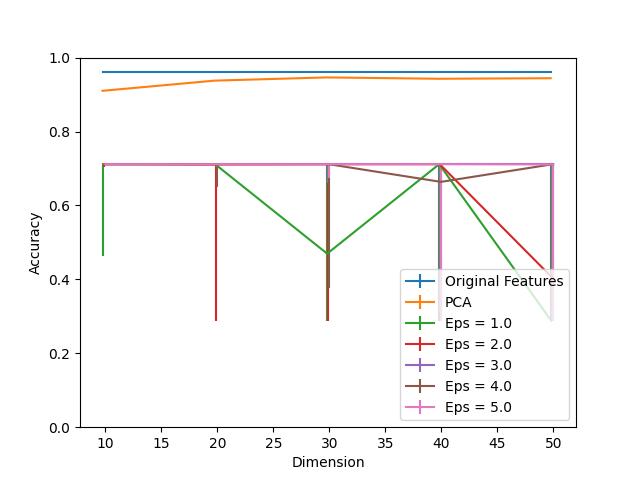 1.0
0.8
0.6
0.4
0.2
0.0
Accuracy
10 15 20 25 30 35 40 45 50
Dimension
Original Features
PCA
Eps = 1.0
Eps = 2.0
Eps = 3.0
Eps = 4.0
Eps = 5.0